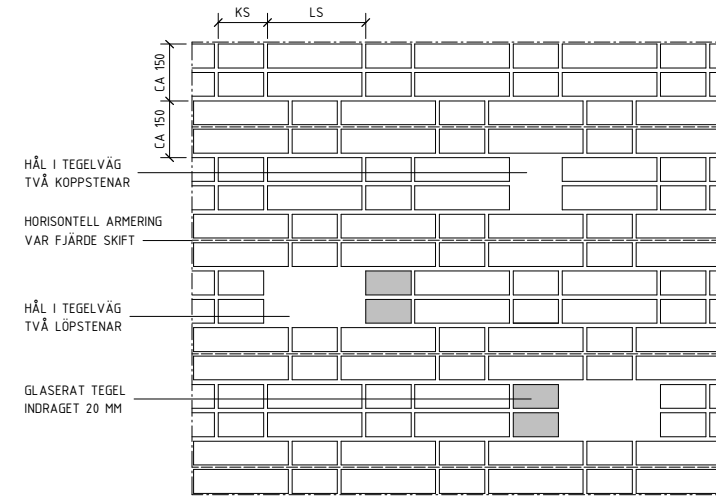 KS
LS
CA 150
CA 150
HÅL I TEGELVÄG
TVÅ KOPPSTENAR
HORISONTELL ARMERING
VAR FJÄRDE SKIFT
HÅL I TEGELVÄG
TVÅ LÖPSTENAR
GLASERAT TEGEL
INDRAGET 20 MM